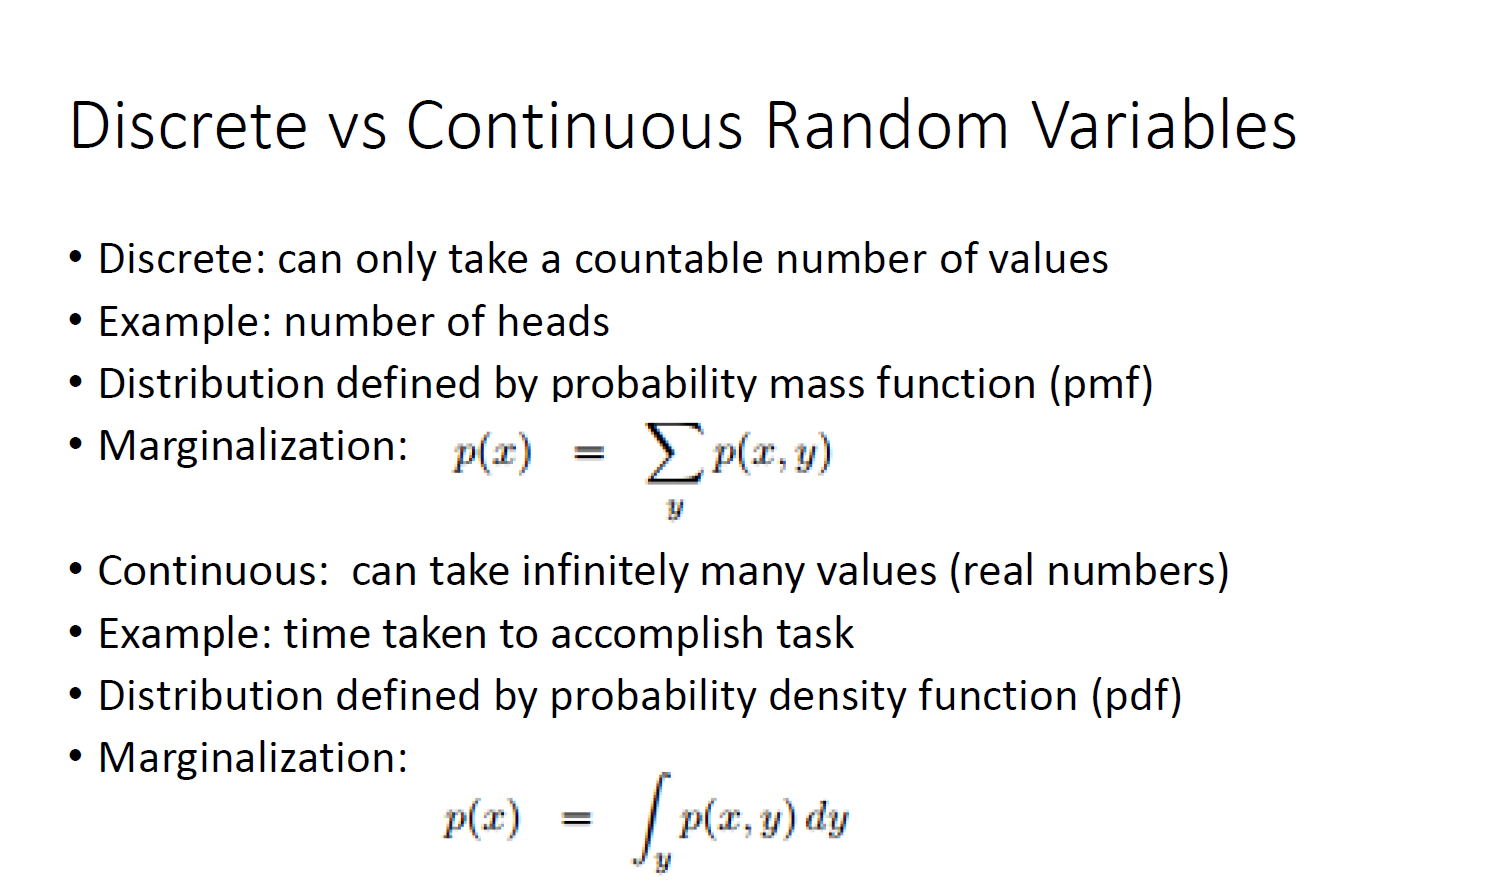 Discrete vs Continuous Random Variables
• Discrete: can only take a countable number of values
• Example: number of heads
• Distribution defined by probability mass function (pmf)
• Marginalization: p(x) = ∑_y p(x, y)
• Continuous: can take infinitely many values (real numbers)
• Example: time taken to accomplish task
• Distribution defined by probability density function (pdf)
• Marginalization:
p(x) = ∫_y p(x, y) dy